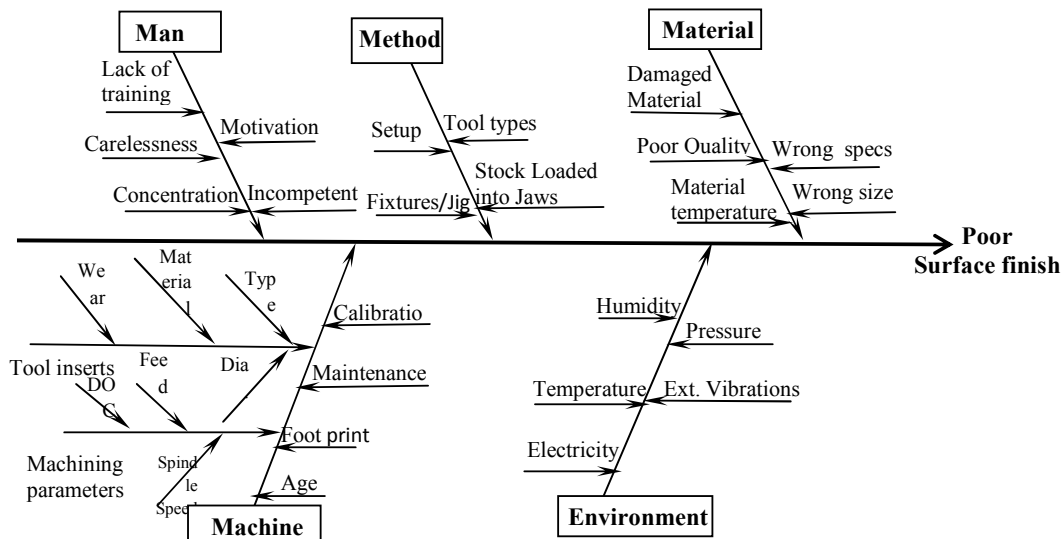 Man
Method
Material
Lack of
training
Motivation
Carelessness
Concentration
Incompetent
Setup
Tool types
Stock Loaded
into Jaws
Fixtures/Jig
Damaged
Material
Poor Quality
Wrong specs
Material
temperature
Wrong size
Poor
Surface finish
We
ar
Mat
erial
Typ
e
Calibratio
Tool inserts
DOC
Fee
d
Dia
Maintenance
Foot print
Machining
parameters
Spind
le
Age
Machine
Humidity
Pressure
Temperature
Ext. Vibrations
Electricity
Environment